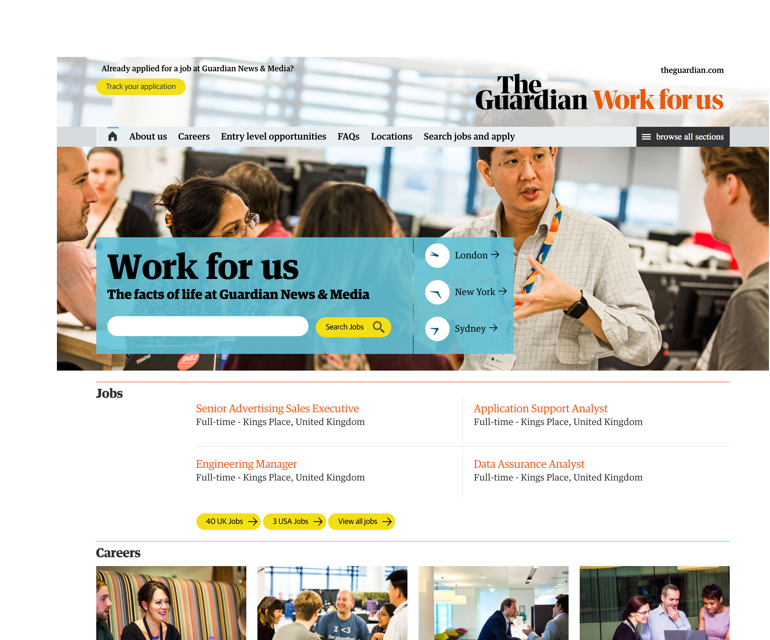 Already applied for a job at Guardian News & Media?
Track your application
theguardian.com
The
Guardian Work for us
About us Careers Entry level opportunities FAQs Locations Search jobs and apply
browse all sections
Work for us
The facts of life at Guardian News & Media
Search Jobs
London
New York
Sydney
Jobs
Senior Advertising Sales Executive
Full-time - Kings Place, United Kingdom
Application Support Analyst
Full-time - Kings Place, United Kingdom
Engineering Manager
Full-time - Kings Place, United Kingdom
Data Assurance Analyst
Full-time - Kings Place, United Kingdom
40 UK Jobs
3 USA Jobs
View all jobs
Careers
I <3